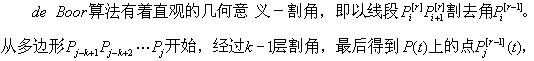 de Boor算法有着直观的几何意 义－割角，即以线段P_i^{[r]}P_{i+1}^{[r]}割去角P_i^{[r-1]}。
从多边形P_{j-k+1}P_{j-k+2}⋯P_j开始，经过k－1层割角，最后得到 P(t)上的点P_j^{[k-1]}(t)，